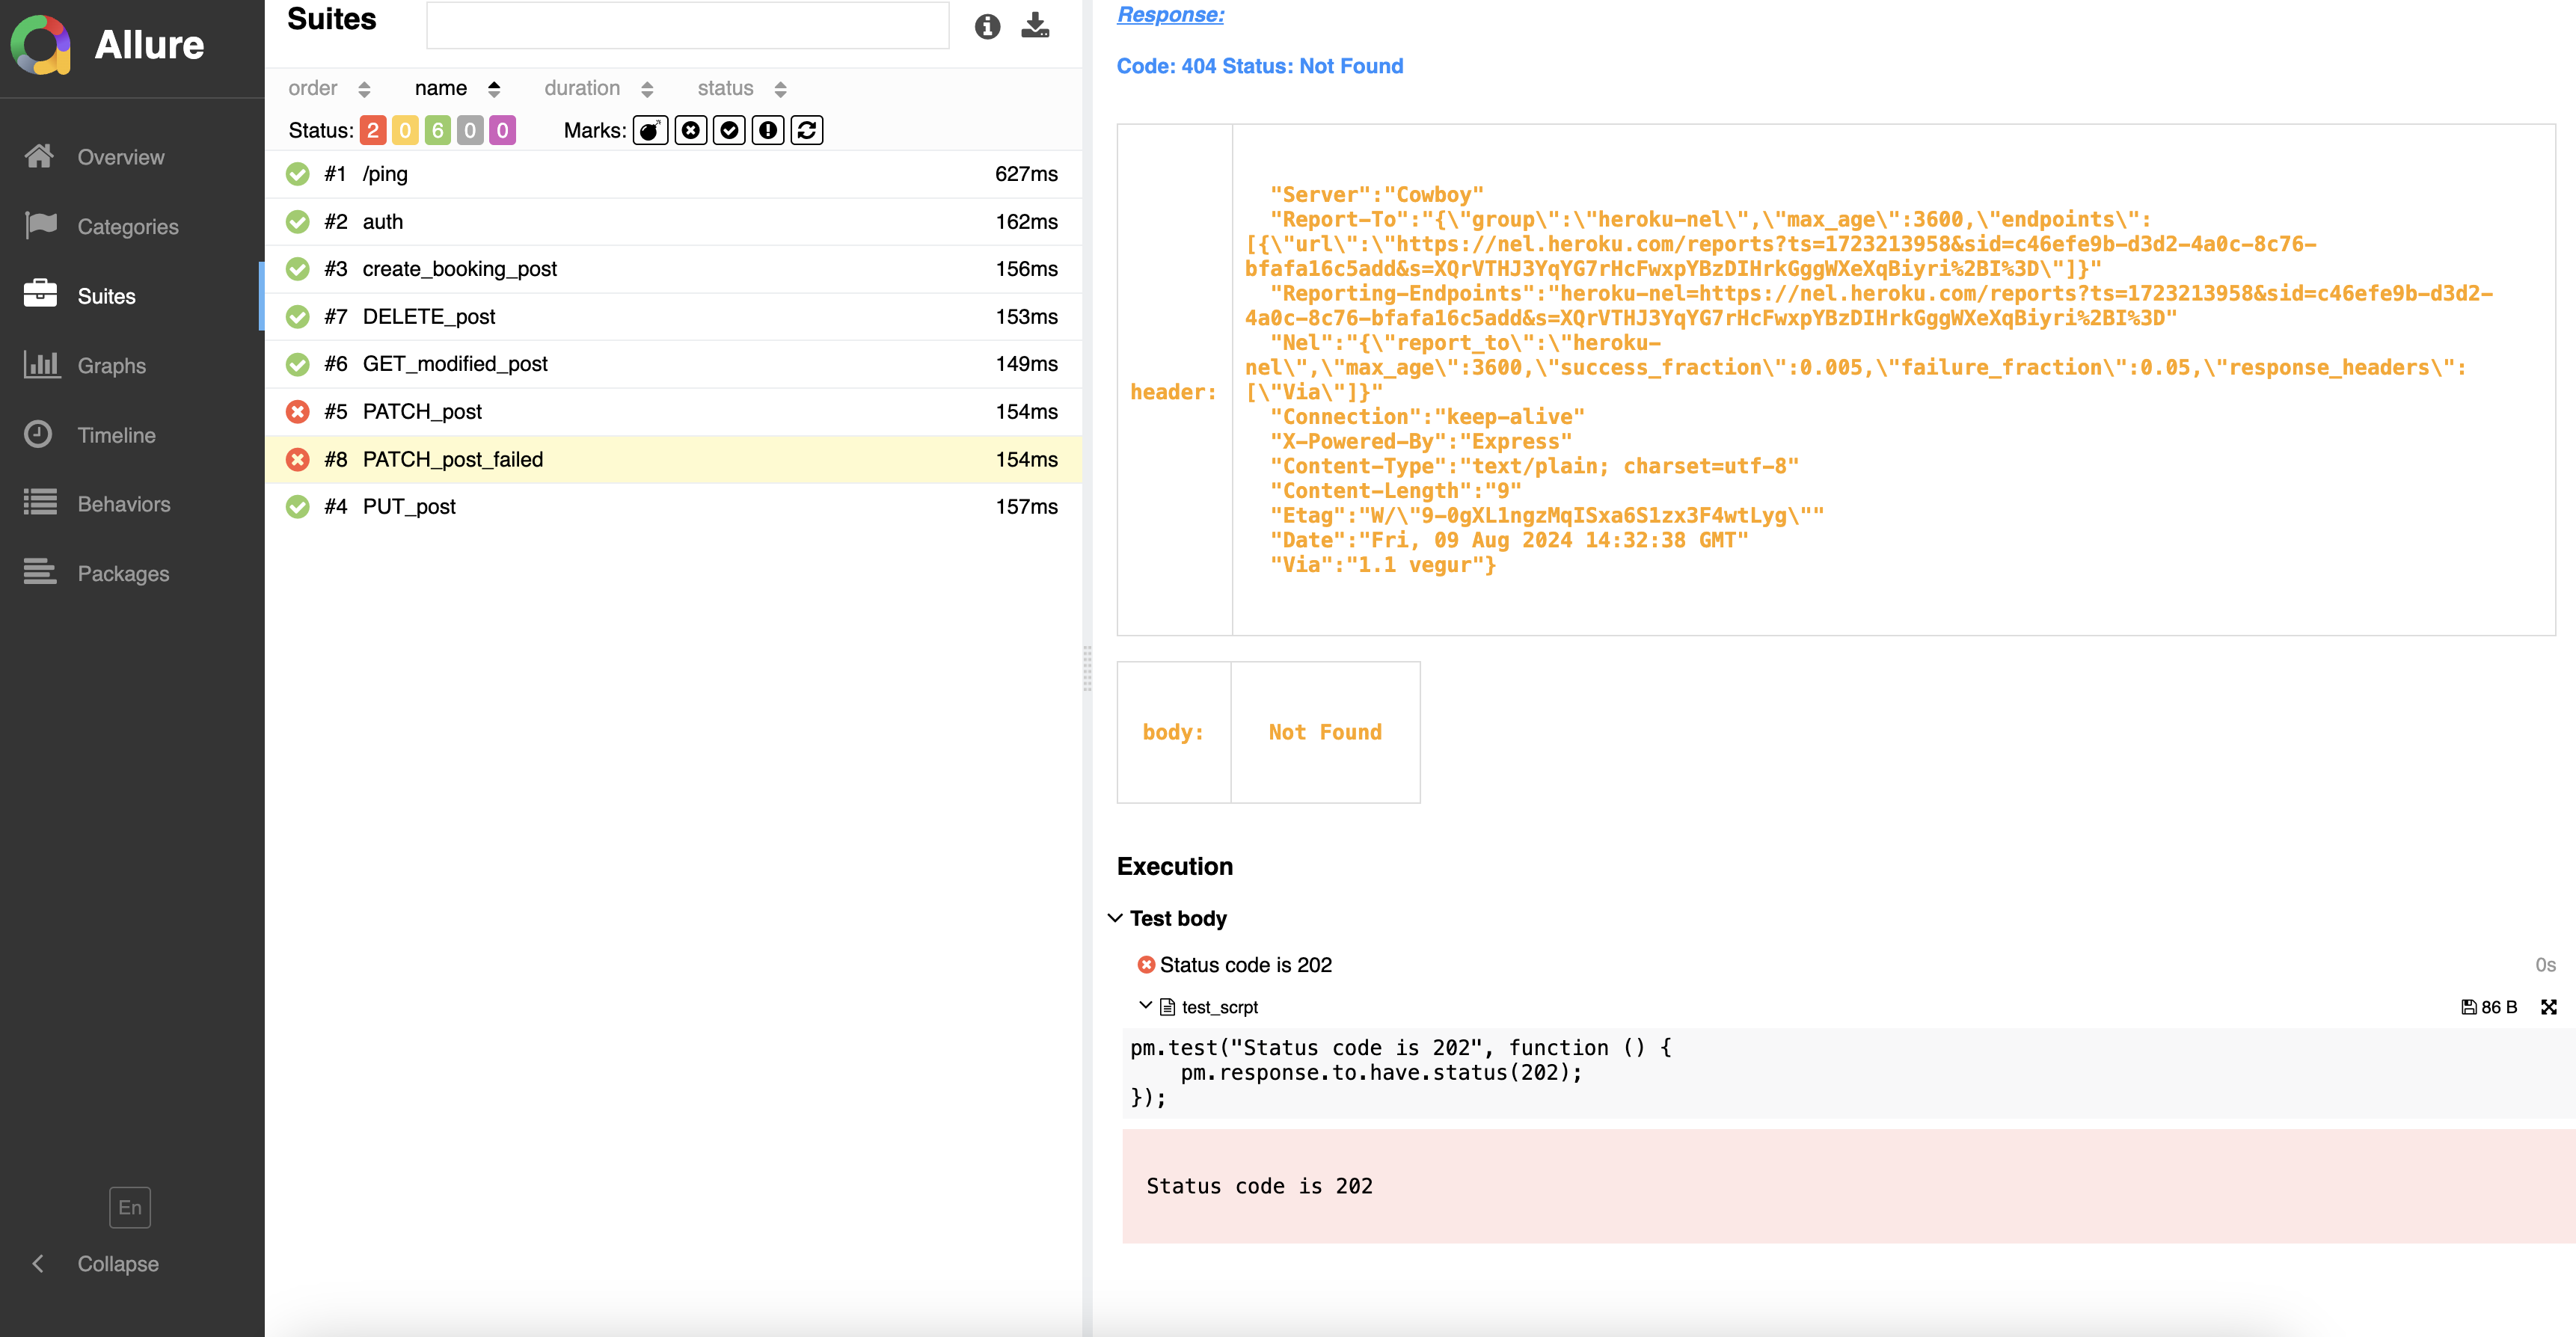 Allure
Overview
Categories
Suites
Graphs
Timeline
Behaviors
Packages
En
Collapse
Suites
order name duration status
Status: 2 0 6 0 0 Marks:
#1 /ping 627ms
#2 auth 162ms
#3 create_booking_post 156ms
#7 DELETE_post 153ms
#6 GET_modified_post 149ms
#5 PATCH_post 154ms
#8 PATCH_post_failed 154ms
#4 PUT_post 157ms
Response:
Code: 404 Status: Not Found
header:
"Server":"Cowboy"
"Report-To":"{\"group\":\"heroku-nel\",\"max_age\":3600,\"endpoints\":
[{\"url\":\"https://nel.heroku.com/reports?ts=1723213958&sid=c46efe9b-d3d2-4a0c-8c76-
bfafa16c5add&s=XQrVTHJ3YqYG7rHcFwxpYBzDIHrkGggWXeXqBiyri%2BI%3D\"]}"
"Reporting-Endpoints":"heroku-nel=https://nel.heroku.com/reports?ts=1723213958&sid=c46efe9b-d3d2-
4a0c-8c76-bfafa16c5add&s=XQrVTHJ3YqYG7rHcFwxpYBzDIHrkGggWXeXqBiyri%2BI%3D"
"Nel":"{\"report_to\":\"heroku-
nel\",\"max_age\":3600,\"success_fraction\":0.005,\"failure_fraction\":0.05,\"response_headers\":
[\"Via\"]}"
"Connection":"keep-alive"
"X-Powered-By":"Express"
"Content-Type":"text/plain; charset=utf-8"
"Content-Length":"9"
"Etag":"W/\"9-0gXL1ngzMqISxa6S1zx3F4wtLyg\""
"Date":"Fri, 09 Aug 2024 14:32:38 GMT"
"Via":"1.1 vegur"}
body: Not Found
Execution
Test body
Status code is 202 0s
test_scrpt 86 B
pm.test("Status code is 202", function () {
pm.response.to.have.status(202);
});
Status code is 202